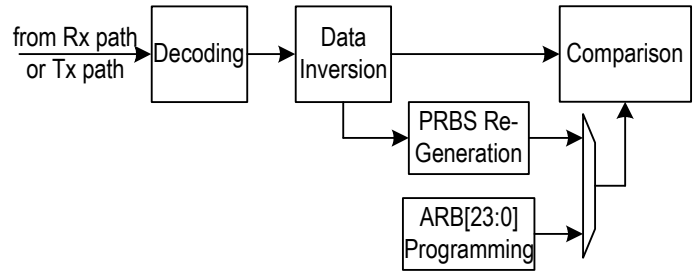 from Rx path
or Tx path
Decoding
Data
Inversion
Comparison
PRBS Re-
Generation
ARB[23:0]
Programming